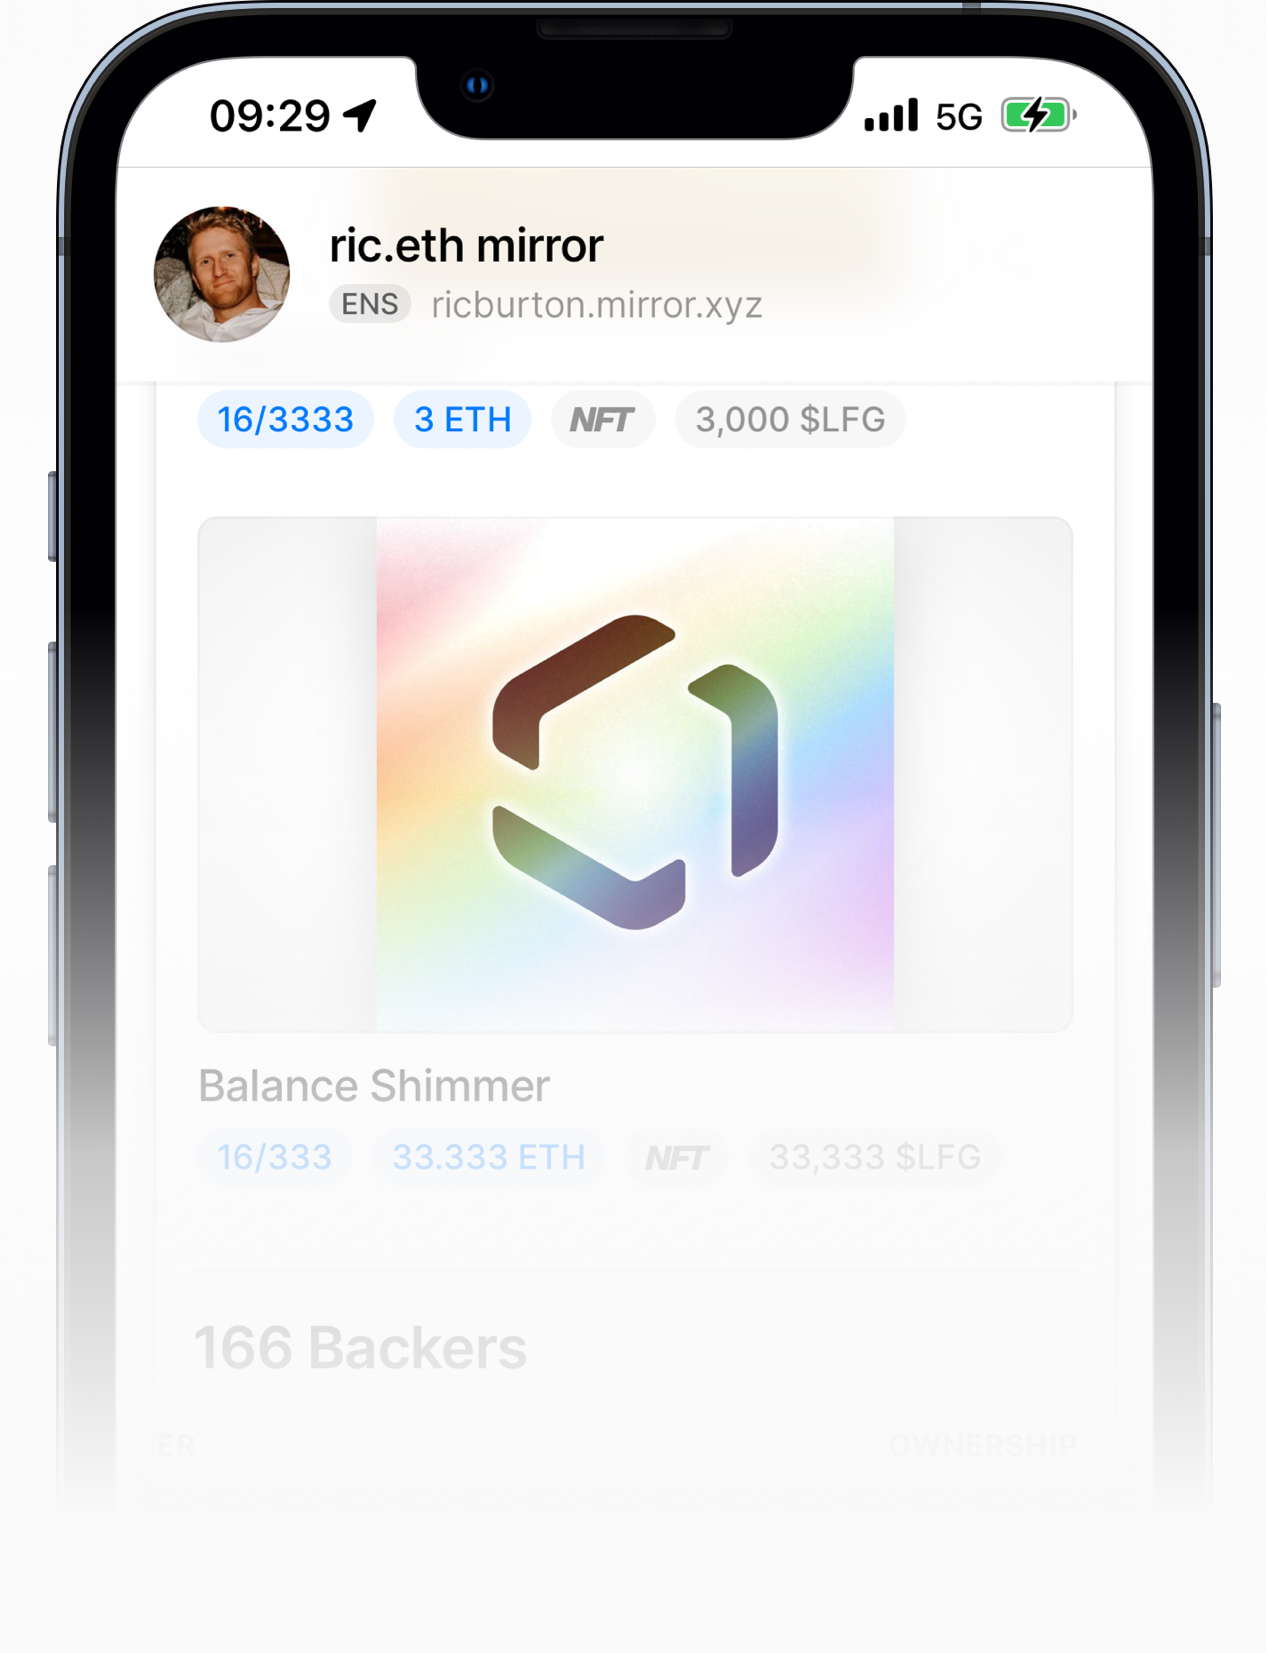 09:29 5G
ric.eth mirror
ENS ricburton.mirror.xyz
16/3333 3 ETH NFT 3,000 $LFG
Balance Shimmer
16/333 33.333 ETH NFT 33,333 $LFG
166 Backers
ER OWNERSHIP